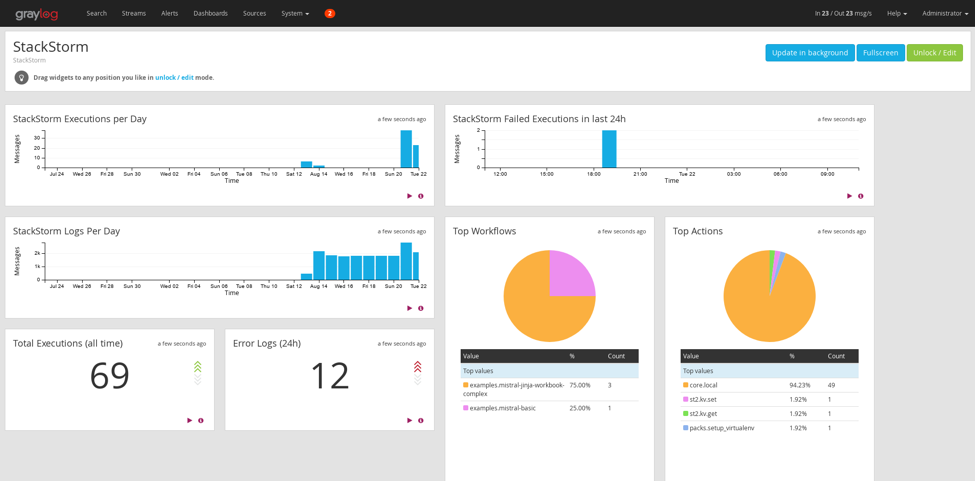 graylog Search Streams Alerts Dashboards Sources System 2 In 23 / Out 23 msg/s Help Administrator
StackStorm
StackStorm
Update in background Fullscreen Unlock / Edit
Drag widgets to any position you like in unlock / edit mode.
StackStorm Executions per Day a few seconds ago
Messages
30
20
10
0
Jul 24 Wed 26 Fri 28 Sun 30 Wed 02 Fri 04 Sun 06 Tue 08 Thu 10 Sat 12 Aug 14 Wed 16 Fri 18 Sun 20 Tue 22
Time
StackStorm Failed Executions in last 24h a few seconds ago
Messages
2
1
0
12:00 15:00 18:00 21:00 Tue 22 03:00 06:00 09:00
Time
StackStorm Logs Per Day a few seconds ago
Messages
2k
1k
0
Jul 24 Wed 26 Fri 28 Sun 30 Wed 02 Fri 04 Sun 06 Tue 08 Thu 10 Sat 12 Aug 14 Wed 16 Fri 18 Sun 20 Tue 22
Time
Total Executions (all time) a few seconds ago
69
Error Logs (24h) a few seconds ago
12
Top Workflows a few seconds ago
Value % Count
Top values
examples.mistral-jinja-workbook- 75.00% 3
complex
examples.mistral-basic 25.00% 1
Top Actions a few seconds ago
Value % Count
Top values
core.local 94.23% 49
st2.kv.set 1.92% 1
st2.kv.get 1.92% 1
packs.setup_virtualenv 1.92% 1